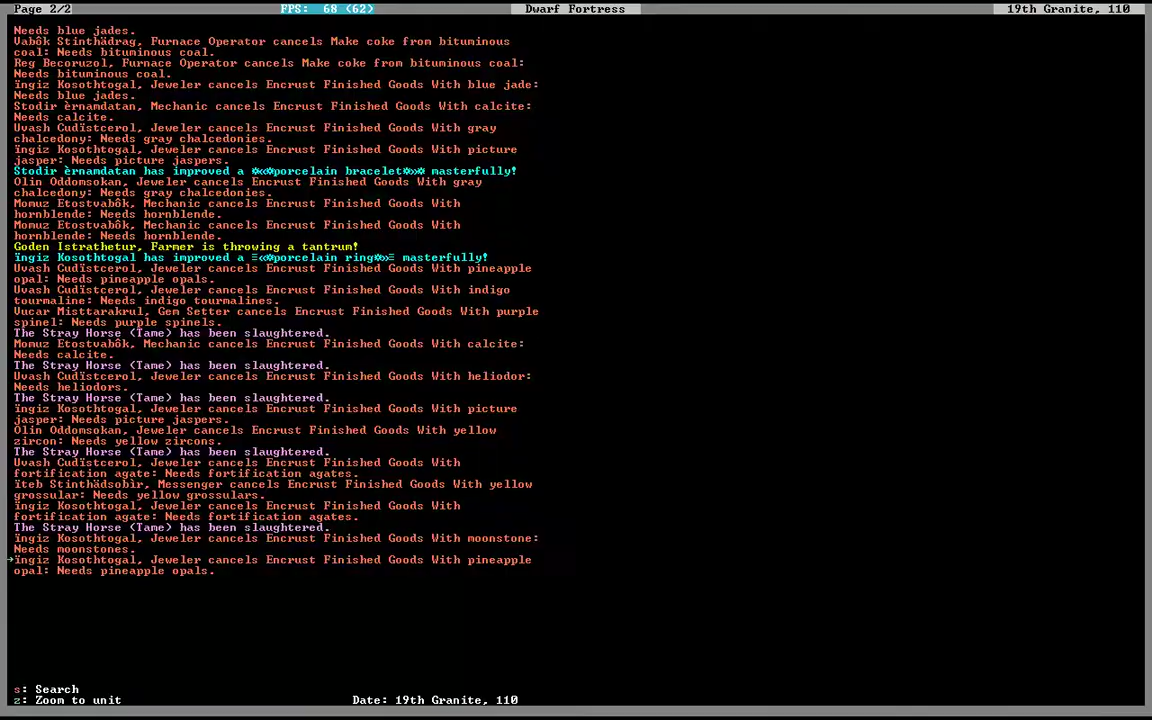 Page 2/2 FPS: 68 (62) Dwarf Fortress 19th Granite, 110
Needs blue jades.
Vabôk Stinthädrag, Furnace Operator cancels Make coke from bituminous
coal: Needs bituminous coal.
Reg Becoruzol, Furnace Operator cancels Make coke from bituminous coal:
Needs bituminous coal.
ïngiz Kosothtogal, Jeweler cancels Encrust Finished Goods With blue jade:
Needs blue jades.
Stodir èrnamdatan, Mechanic cancels Encrust Finished Goods With calcite:
Needs calcite.
Uvash Cudïstcerol, Jeweler cancels Encrust Finished Goods With gray
chalcedony: Needs gray chalcedonies.
ïngiz Kosothtogal, Jeweler cancels Encrust Finished Goods With picture
jasper: Needs picture jaspers.
Stodir èrnamdatan has improved a ☼«☼porcelain bracelet☼»☼ masterfully!
Olin Oddomsokan, Jeweler cancels Encrust Finished Goods With gray
chalcedony: Needs gray chalcedonies.
Momuz Etostvabôk, Mechanic cancels Encrust Finished Goods With
hornblende: Needs hornblende.
Momuz Etostvabôk, Mechanic cancels Encrust Finished Goods With
hornblende: Needs hornblende.
Goden Istrathetur, Farmer is throwing a tantrum!
ïngiz Kosothtogal has improved a ≡«☼porcelain ring☼»≡ masterfully!
Uvash Cudïstcerol, Jeweler cancels Encrust Finished Goods With pineapple
opal: Needs pineapple opals.
Uvash Cudïstcerol, Jeweler cancels Encrust Finished Goods With indigo
tourmaline: Needs indigo tourmalines.
Vucar Misttarakrul, Gem Setter cancels Encrust Finished Goods With purple
spinel: Needs purple spinels.
The Stray Horse (Tame) has been slaughtered.
Momuz Etostvabôk, Mechanic cancels Encrust Finished Goods With calcite:
Needs calcite.
The Stray Horse (Tame) has been slaughtered.
Uvash Cudïstcerol, Jeweler cancels Encrust Finished Goods With heliodor:
Needs heliodors.
The Stray Horse (Tame) has been slaughtered.
ïngiz Kosothtogal, Jeweler cancels Encrust Finished Goods With picture
jasper: Needs picture jaspers.
Olin Oddomsokan, Jeweler cancels Encrust Finished Goods With yellow
zircon: Needs yellow zircons.
The Stray Horse (Tame) has been slaughtered.
Uvash Cudïstcerol, Jeweler cancels Encrust Finished Goods With
fortification agate: Needs fortification agates.
ïteb Stinthädsobìr, Messenger cancels Encrust Finished Goods With yellow
grossular: Needs yellow grossulars.
ïngiz Kosothtogal, Jeweler cancels Encrust Finished Goods With
fortification agate: Needs fortification agates.
The Stray Horse (Tame) has been slaughtered.
ïngiz Kosothtogal, Jeweler cancels Encrust Finished Goods With moonstone:
Needs moonstones.
→ïngiz Kosothtogal, Jeweler cancels Encrust Finished Goods With pineapple
opal: Needs pineapple opals.
s: Search
z: Zoom to unit Date: 19th Granite, 110